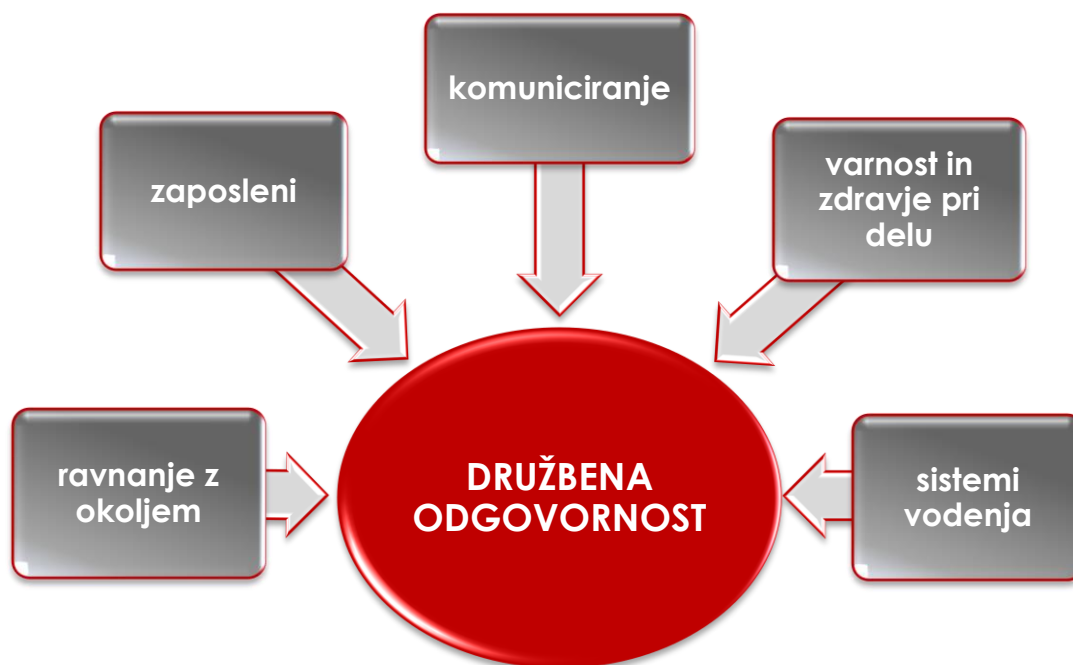 komuniciranje
zaposleni
varnost in
zdravje pri
delu
ravnanje z
okoljem
DRUŽBENA
ODGOVORNOST
sistemi
vodenja